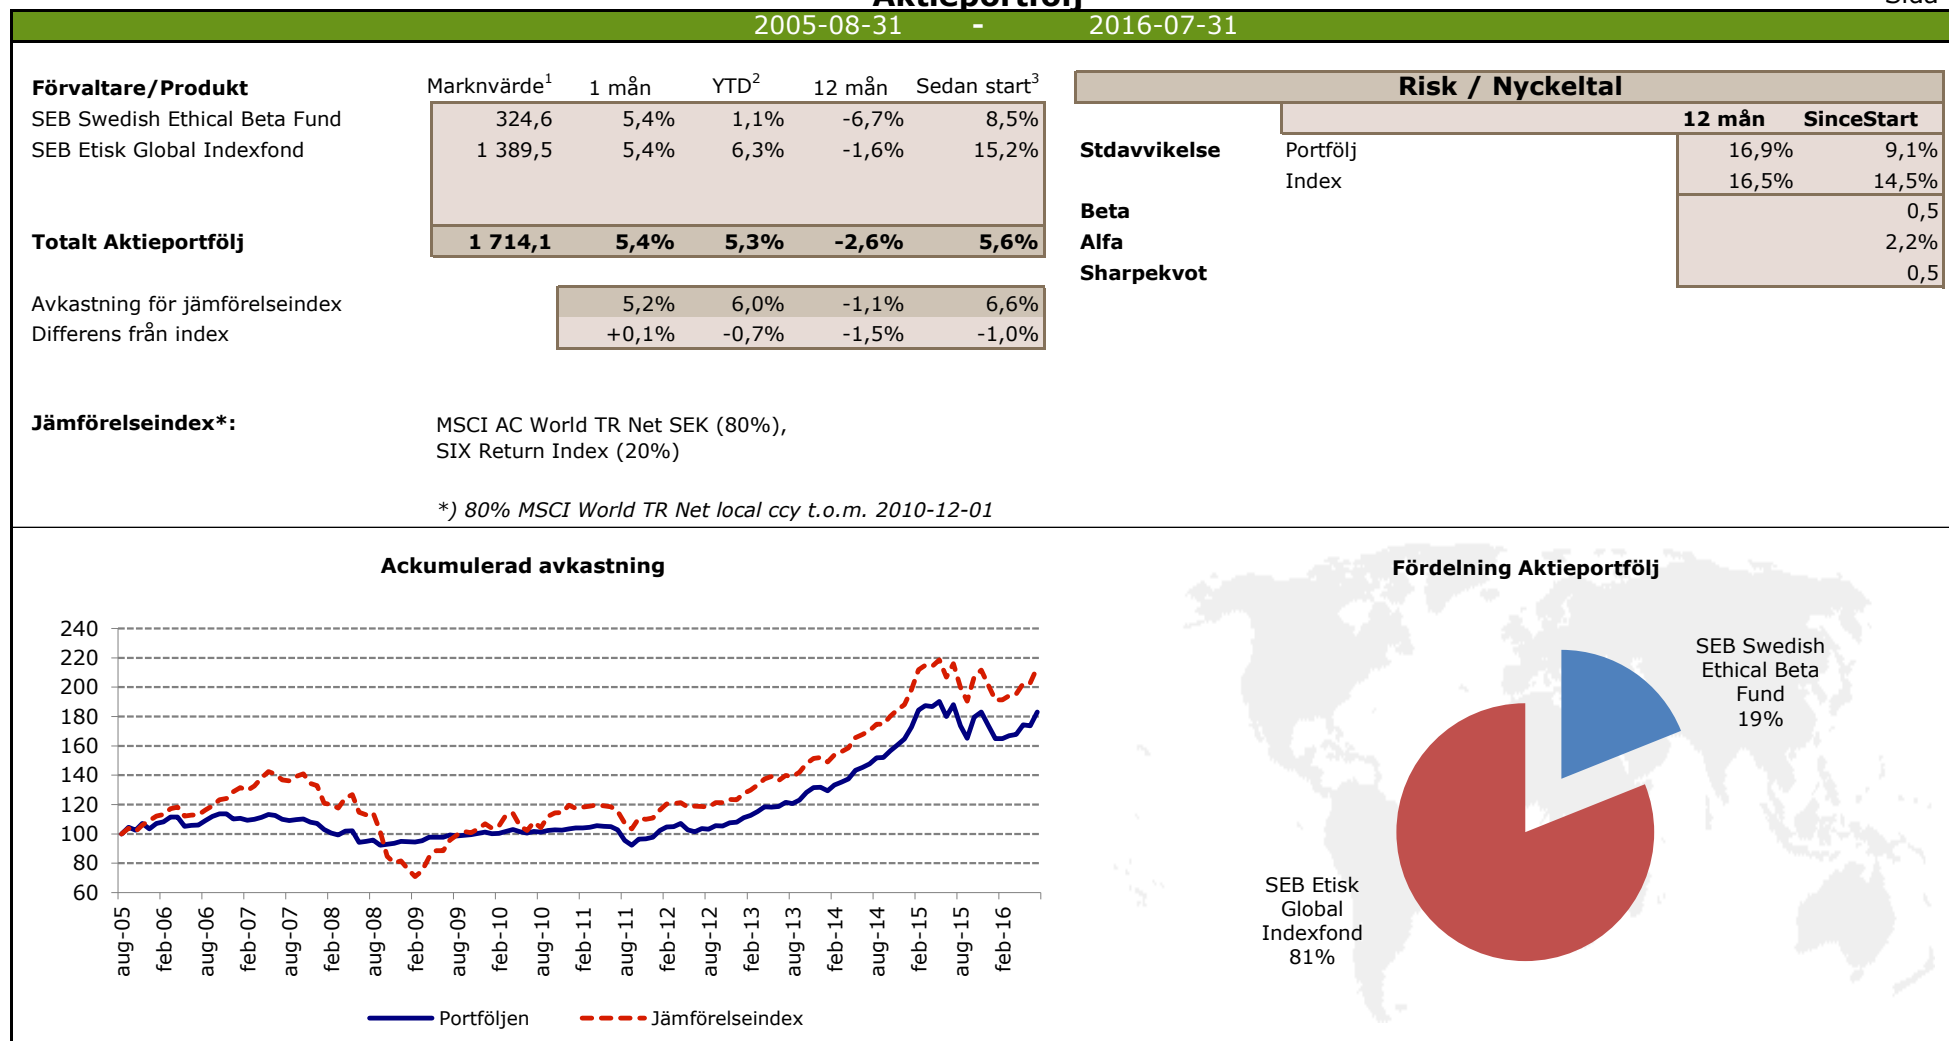 Aktieportfölj
Sida
2005-08-31 - 2016-07-31
Förvaltare/Produkt Marknvärde1 1 mån YTD2 12 mån Sedan start3
SEB Swedish Ethical Beta Fund 324,6 5,4% 1,1% -6,7% 8,5%
SEB Etisk Global Indexfond 1 389,5 5,4% 6,3% -1,6% 15,2%
Totalt Aktieportfölj 1 714,1 5,4% 5,3% -2,6% 5,6%
Avkastning för jämförelseindex 5,2% 6,0% -1,1% 6,6%
Differens från index +0,1% -0,7% -1,5% -1,0%
Risk / Nyckeltal
12 mån SinceStart
Stdavvikelse Portfölj 16,9% 9,1%
Index 16,5% 14,5%
Beta 0,5
Alfa 2,2%
Sharpekvot 0,5
Jämförelseindex*: MSCI AC World TR Net SEK (80%),
SIX Return Index (20%)
*) 80% MSCI World TR Net local ccy t.o.m. 2010-12-01
Ackumulerad avkastning
240
220
200
180
160
140
120
100
80
60
aug-05
feb-06
aug-06
feb-07
aug-07
feb-08
aug-08
feb-09
aug-09
feb-10
aug-10
feb-11
aug-11
feb-12
aug-12
feb-13
aug-13
feb-14
aug-14
feb-15
aug-15
feb-16
Portföljen Jämförelseindex
Fördelning Aktieportfölj
SEB Swedish
Ethical Beta
Fund
19%
SEB Etisk
Global
Indexfond
81%